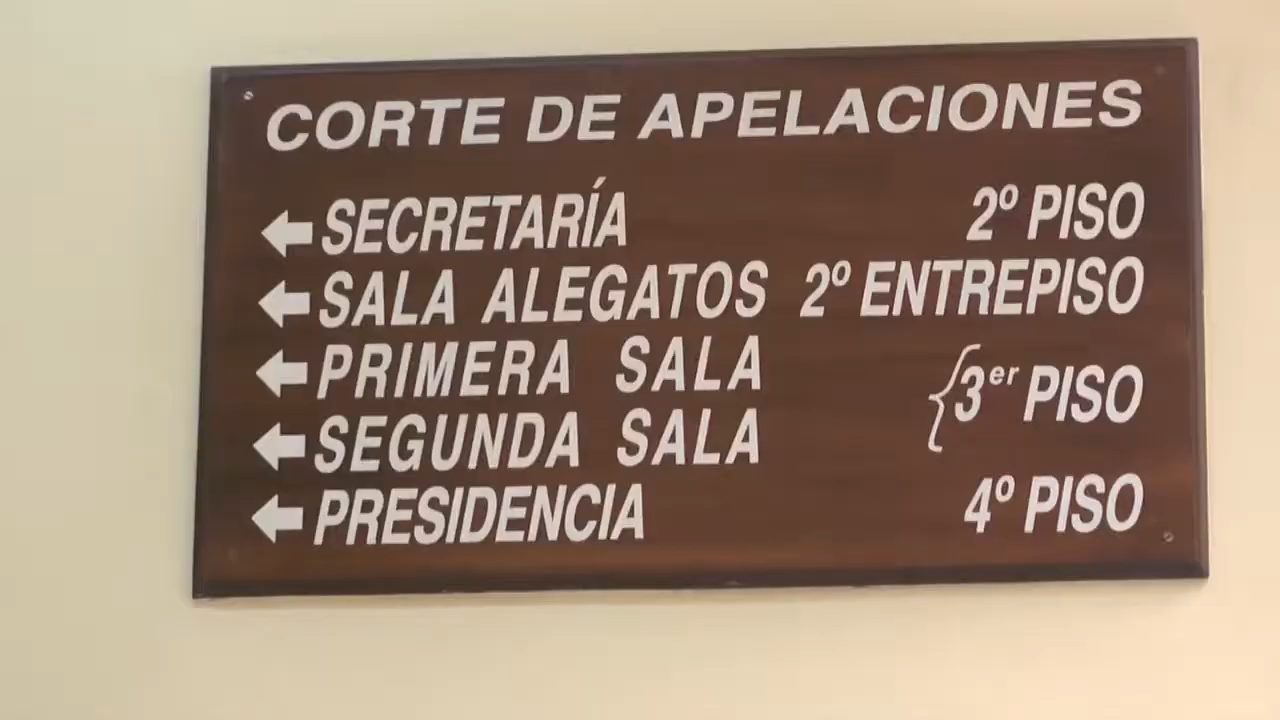 CORTE DE APELACIONES
SECRETARÍA 2º PISO
SALA ALEGATOS 2º ENTREPISO
PRIMERA SALA
3er PISO
SEGUNDA SALA
PRESIDENCIA 4º PISO